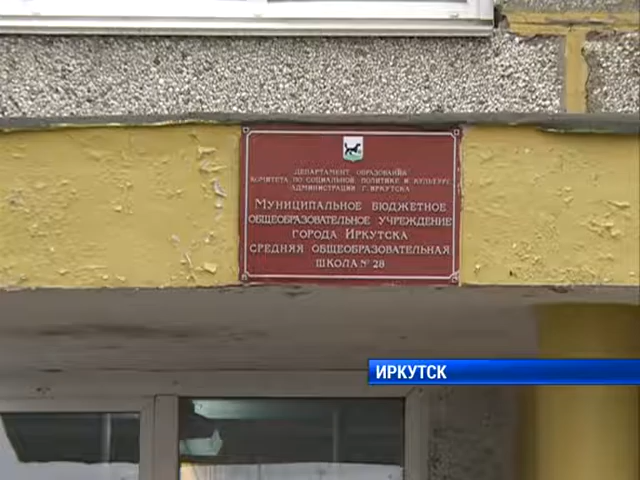 ДЕПАРТАМЕНТ ОБРАЗОВАНИЯ
КОМИТЕТА ПО СОЦИАЛЬНОЙ ПОЛИТИКЕ И КУЛЬТУРЕ
АДМИНИСТРАЦИИ Г. ИРКУТСКА
МУНИЦИПАЛЬНОЕ БЮДЖЕТНОЕ
ОБЩЕОБРАЗОВАТЕЛЬНОЕ УЧРЕЖДЕНИЕ
ГОРОДА ИРКУТСКА
СРЕДНЯЯ ОБЩЕОБРАЗОВАТЕЛЬНАЯ
ШКОЛА № 28
ИРКУТСК